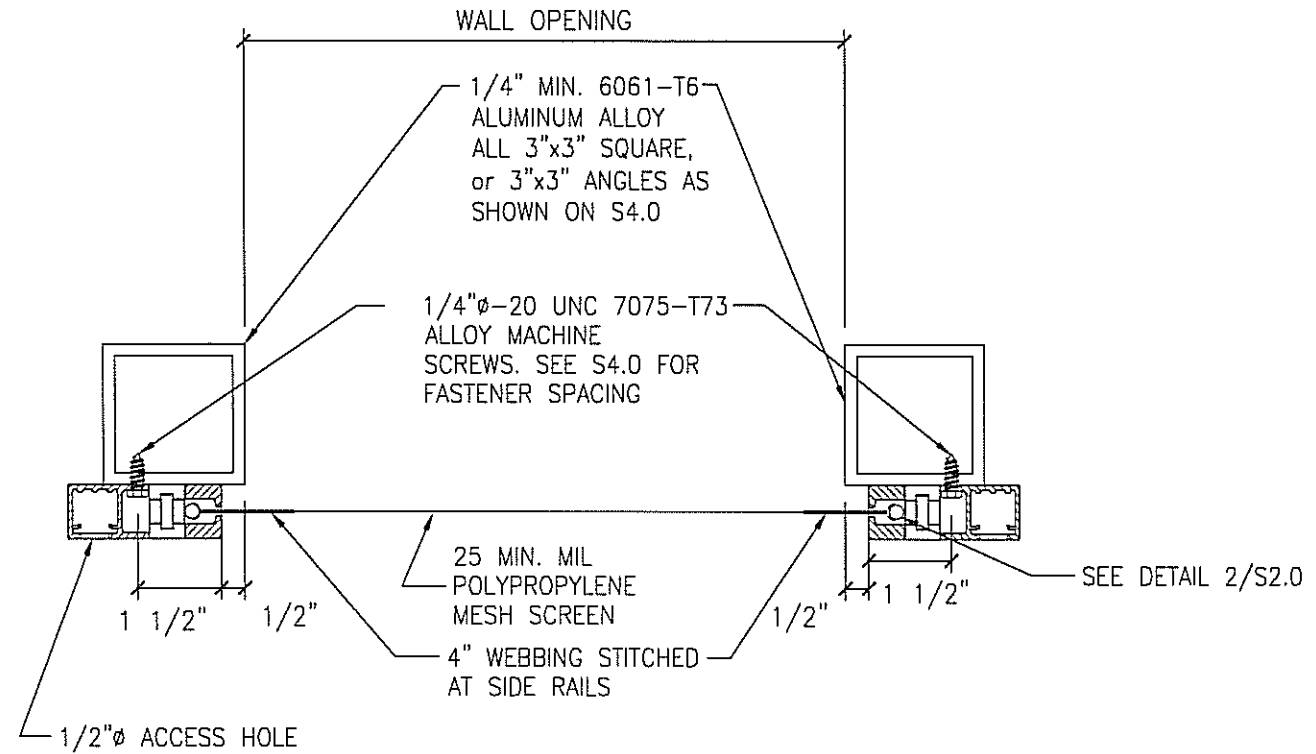 WALL OPENING
1/4" MIN. 6061-T6
ALUMINUM ALLOY
ALL 3"x3" SQUARE,
or 3"x3" ANGLES AS
SHOWN ON S4.0
1/4"ø-20 UNC 7075-T73
ALLOY MACHINE
SCREWS. SEE S4.0 FOR
FASTENER SPACING
25 MIN. MIL
POLYPROPYLENE
MESH SCREEN
SEE DETAIL 2/S2.0
1 1/2"
1/2"
1/2"
1 1/2"
4" WEBBING STITCHED
AT SIDE RAILS
1/2"ø ACCESS HOLE